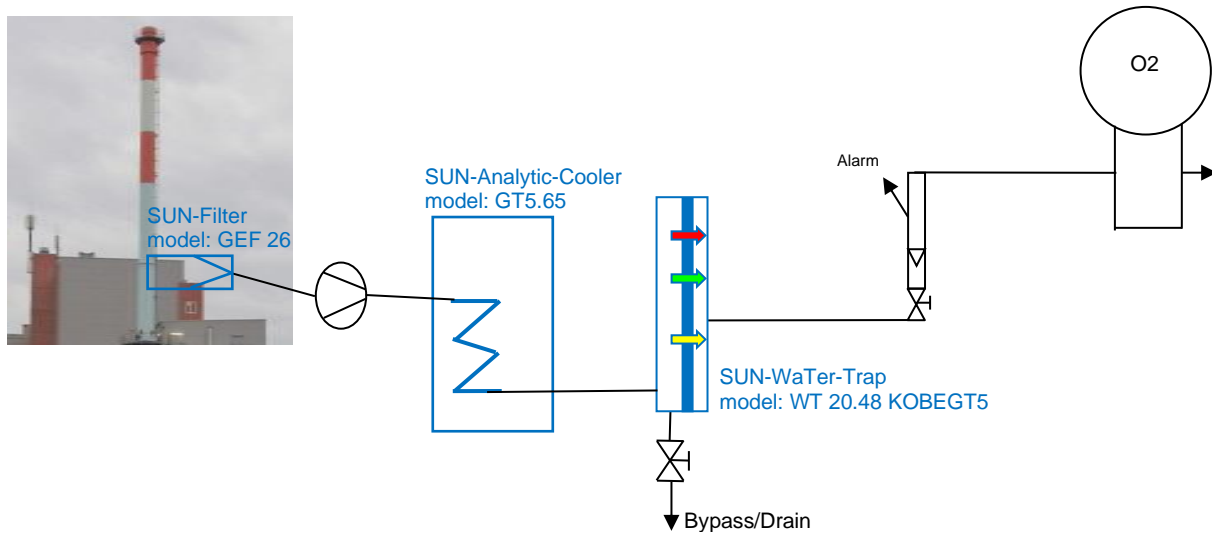 O2
Alarm
SUN-Analytic-Cooler
model: GT5.65
SUN-Filter
model: GEF 26
SUN-WaTer-Trap
model: WT 20.48 KOBEGT5
Bypass/Drain